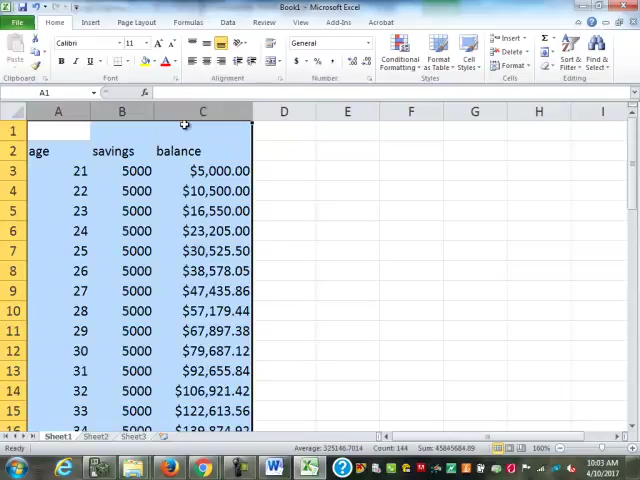 Book1 - Microsoft Excel
File Home Insert Page Layout Formulas Data Review View Add-Ins Acrobat
Calibri 11 General Insert
Paste Conditional Formatting Format as Table Cell Styles Delete Format Sort & Filter Find & Select
Clipboard Font Alignment Number Styles Cells Editing
A1 fx
A B C D E F G H I
1
2 age savings balance
3 21 5000 $5,000.00
4 22 5000 $10,500.00
5 23 5000 $16,550.00
6 24 5000 $23,205.00
7 25 5000 $30,525.50
8 26 5000 $38,578.05
9 27 5000 $47,435.86
10 28 5000 $57,179.44
11 29 5000 $67,897.38
12 30 5000 $79,687.12
13 31 5000 $92,655.84
14 32 5000 $106,921.42
15 33 5000 $122,613.56
16 34 5000 $139,874.92
Sheet1 Sheet2 Sheet3
Ready Average: 325146.7014 Count: 144 Sum: 45845684.89 160%
10:03 AM
4/10/2017